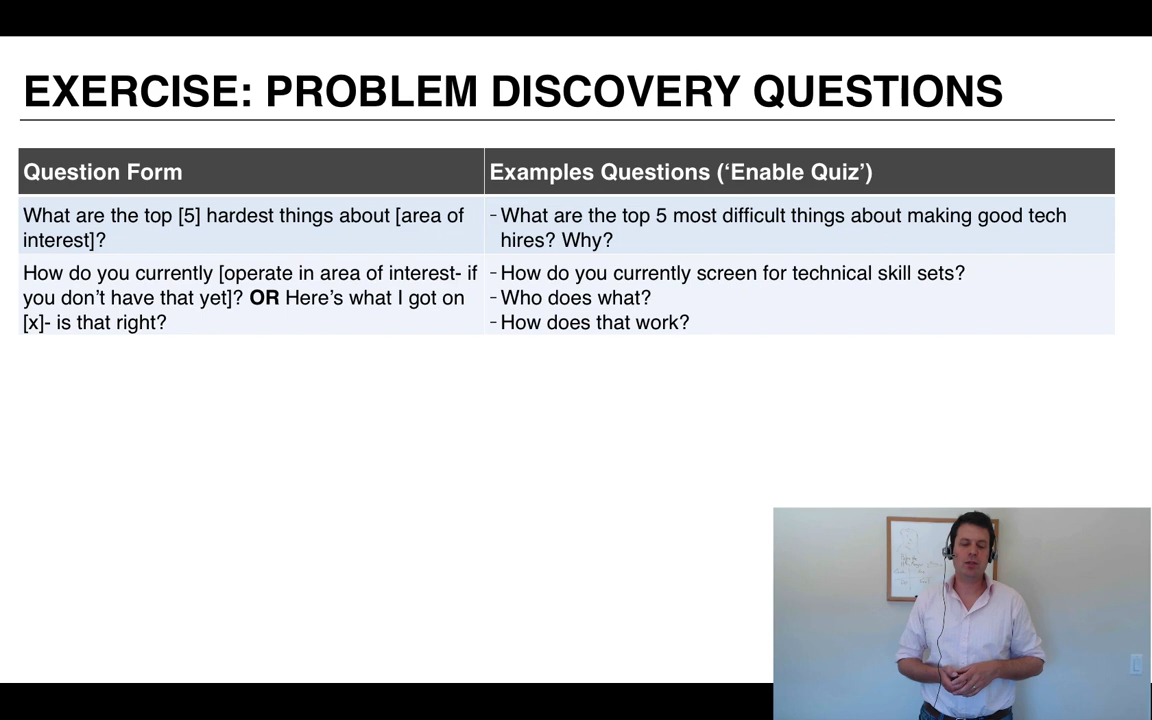 EXERCISE: PROBLEM DISCOVERY QUESTIONS
Question Form
Examples Questions (‘Enable Quiz’)
What are the top [5] hardest things about [area of
interest]?
- What are the top 5 most difficult things about making good tech
hires? Why?
How do you currently [operate in area of interest- if
you don’t have that yet]? OR Here’s what I got on
[x]- is that right?
- How do you currently screen for technical skill sets?
- Who does what?
- How does that work?